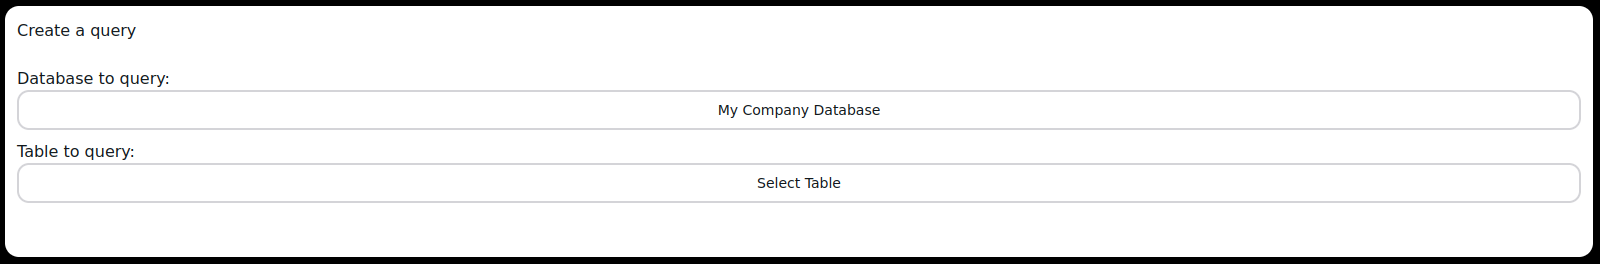 Create a query
Database to query:
My Company Database
Table to query:
Select Table